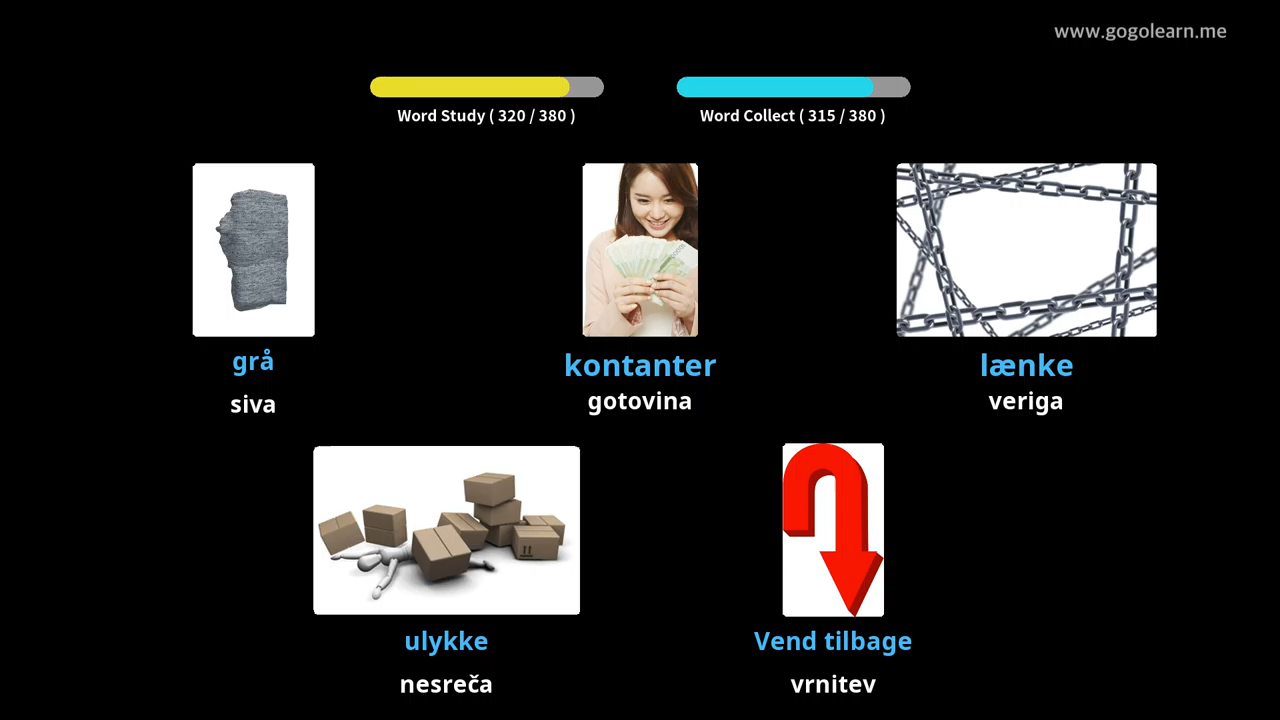 www.gogolearn.me
Word Study ( 320 / 380 )
Word Collect ( 315 / 380 )
grå
kontanter
lænke
siva
gotovina
veriga
ulykke
Vend tilbage
nesreča
vrnitev